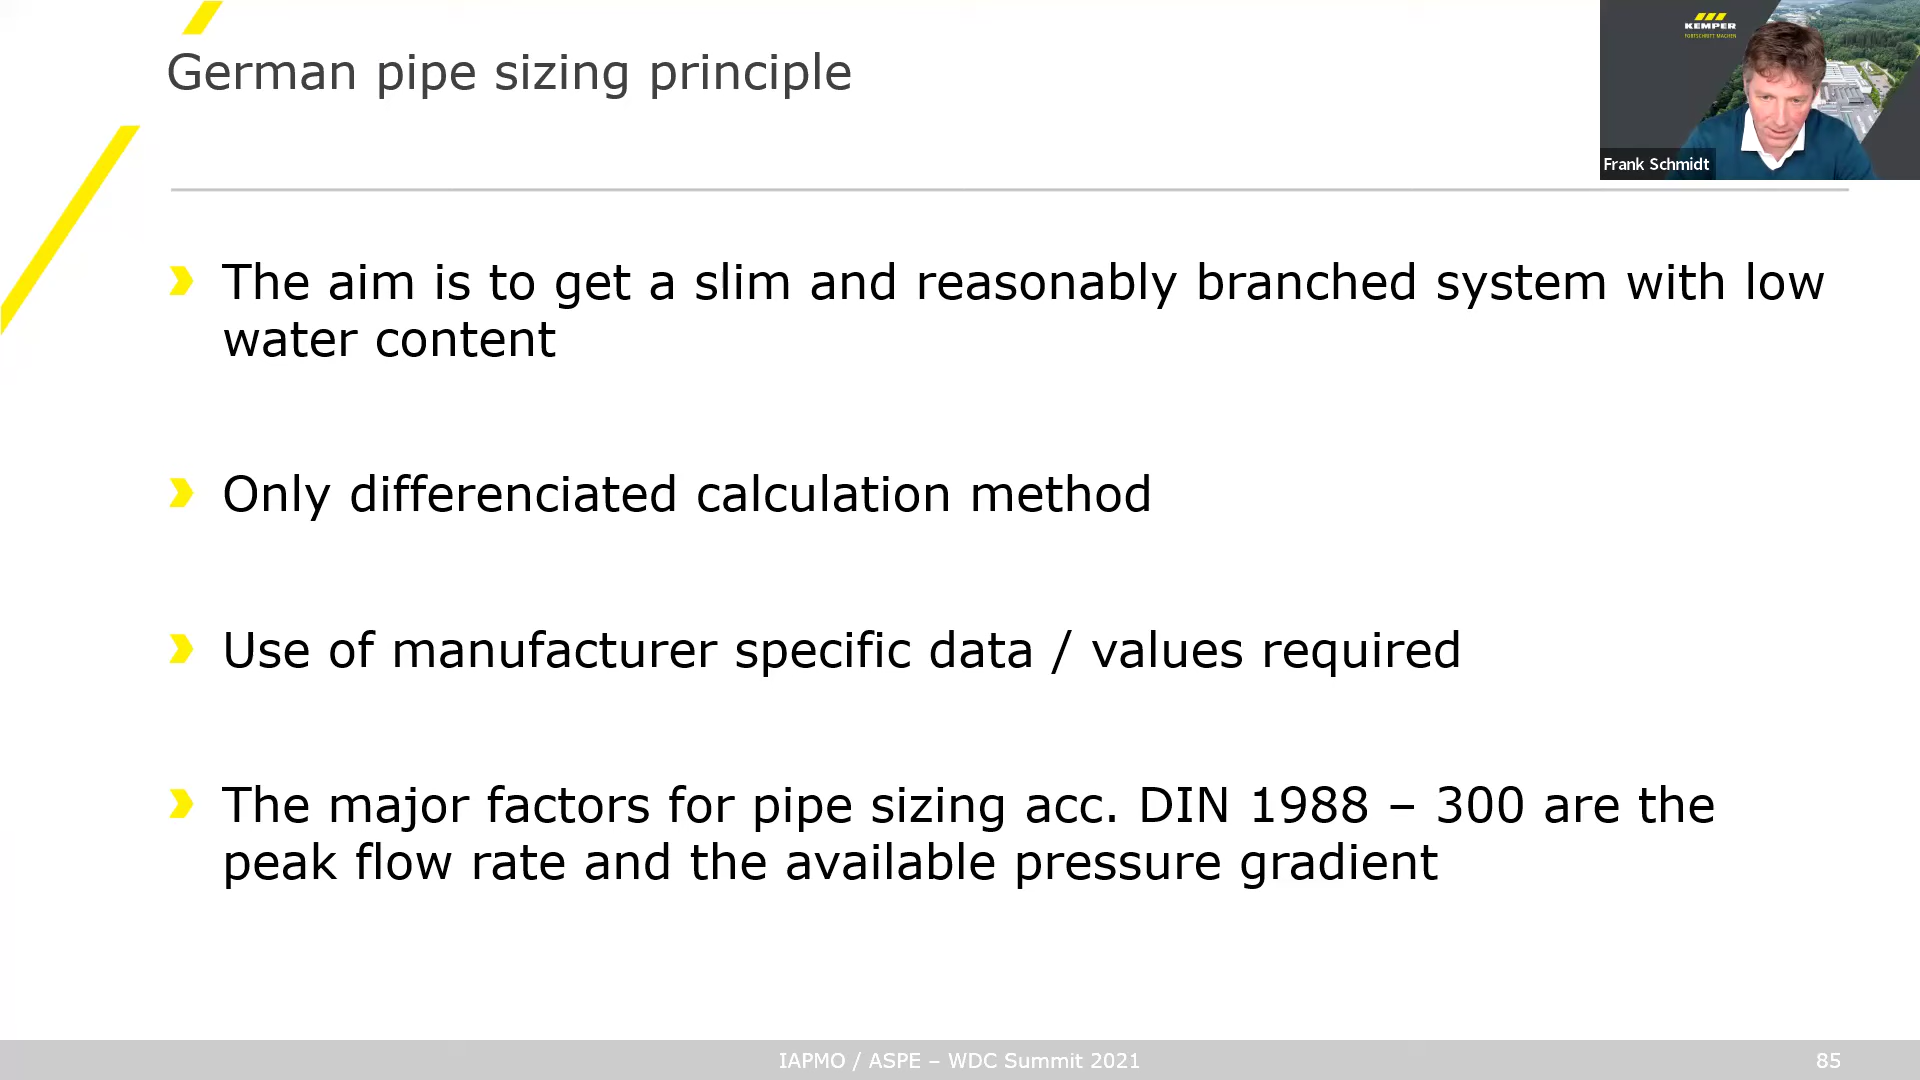 German pipe sizing principle
KEMPER
FORTSCHRITT MACHEN
Frank Schmidt
The aim is to get a slim and reasonably branched system with low
water content
Only differenciated calculation method
Use of manufacturer specific data / values required
The major factors for pipe sizing acc. DIN 1988 – 300 are the
peak flow rate and the available pressure gradient
IAPMO / ASPE – WDC Summit 2021
85